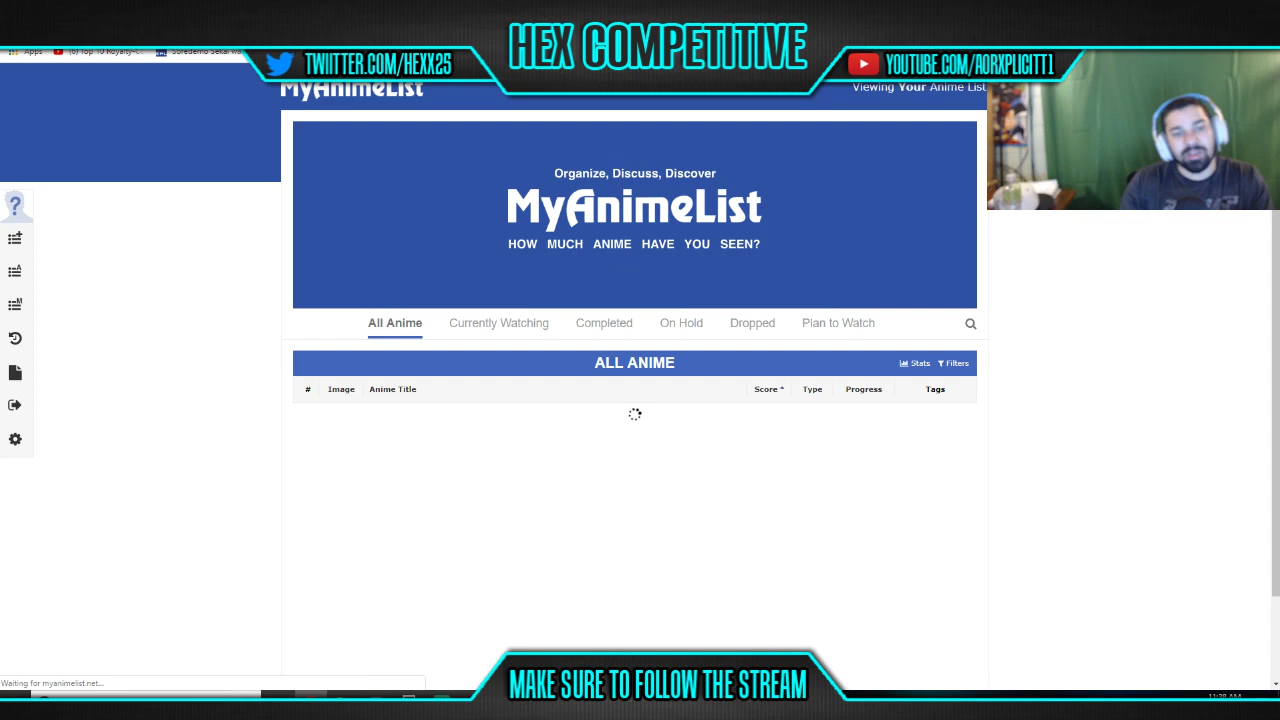 HEX COMPETITIVE
TWIITTER.COM/HEXX25
YOUTUBE.COM/AORXPLICITT1
Apps
MyAnimeList
Viewing Your Anime List
Organize, Discuss, Discover
MyAnimeList
HOW MUCH ANIME HAVE YOU SEEN?
All Anime Currently Watching Completed On Hold Dropped Plan to Watch
ALL ANIME Stats Filters
# Image Anime Title Score Type Progress Tags
Waiting for myanimelist.net...
MAKE SURE TO FOLLOW THE STREAM